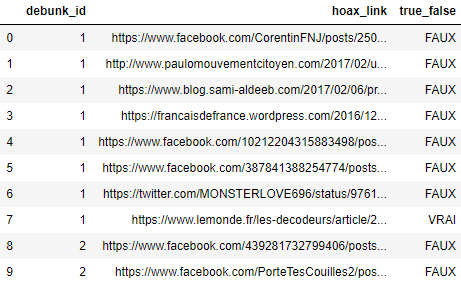 debunk_id hoax_link true_false
0 1 https://www.facebook.com/CorentinFNJ/posts/250... FAUX
1 1 http://www.paulomouvementcitoyen.com/2017/02/u... FAUX
2 1 https://www.blog.sami-aldeeb.com/2017/02/06/pr... FAUX
3 1 https://francaisdefrance.wordpress.com/2016/12... FAUX
4 1 https://www.facebook.com/10212204315883498/pos... FAUX
5 1 https://www.facebook.com/387841388254774/posts... FAUX
6 1 https://twitter.com/MONSTERLOVE696/status/9761... FAUX
7 1 https://www.lemonde.fr/les-decodeurs/article/2... VRAI
8 2 https://www.facebook.com/439281732799406/posts... FAUX
9 2 https://www.facebook.com/PorteTesCouilles2/pos... FAUX